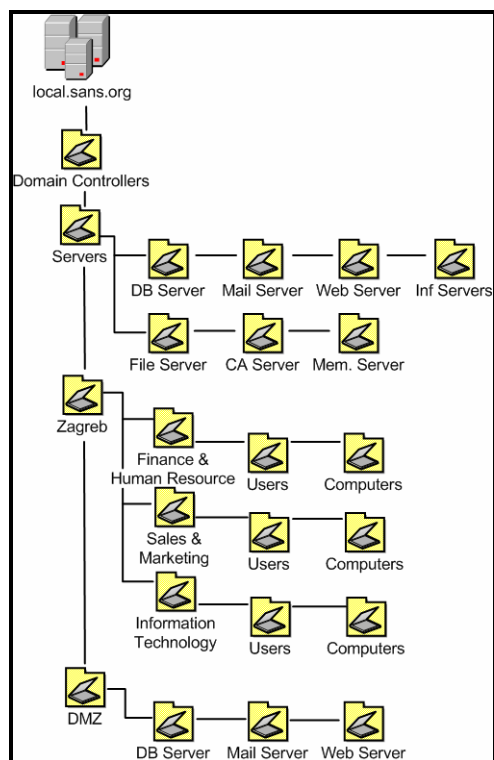 local.sans.org
Domain Controllers
Servers
DB Server
Mail Server
Web Server
Inf Servers
File Server
CA Server
Mem. Server
Zagreb
Finance &
Human Resource
Users
Computers
Sales &
Marketing
Users
Computers
Information
Technology
Users
Computers
DMZ
DB Server
Mail Server
Web Server